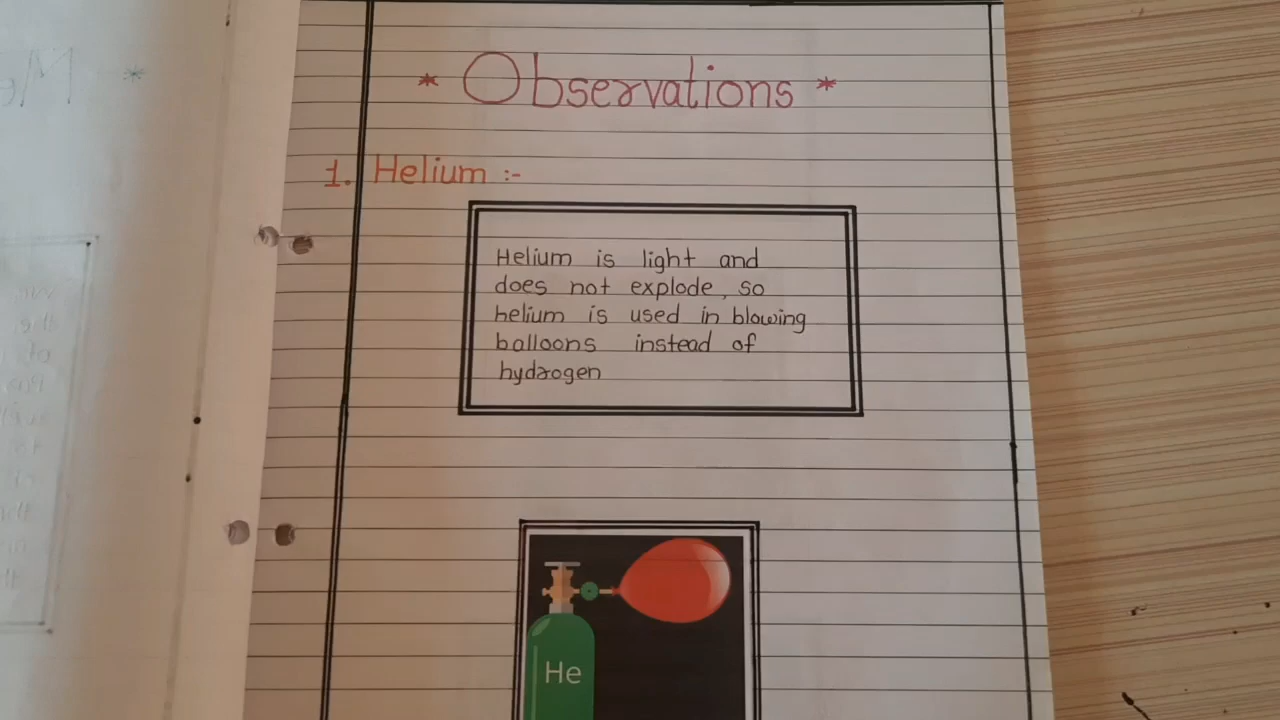 * Observations *
1. Helium :-
Helium is light and
does not explode, so
helium is used in blowing
balloons instead of
hydrogen
He